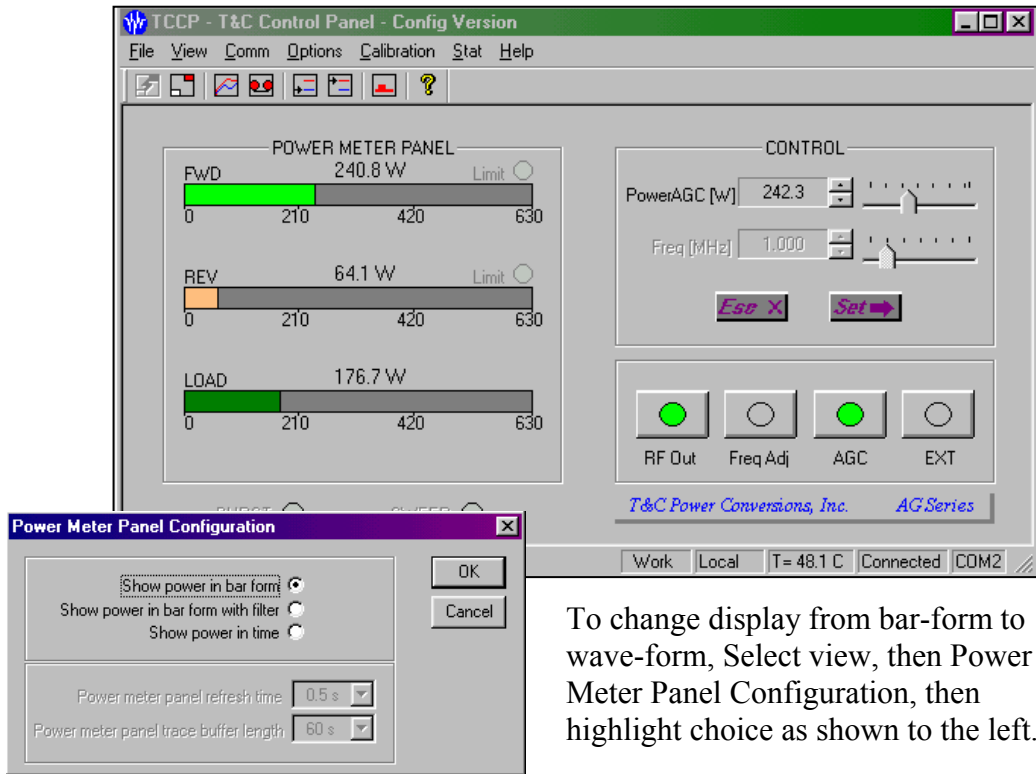 TCCP - T&C Control Panel - Config Version
File View Comm Options Calibration Stat Help
POWER METER PANEL
FWD 240.8 W Limit
0 210 420 630
REV 64.1 W Limit
0 210 420 630
LOAD 176.7 W
0 210 420 630
CONTROL
PowerAGC [W] 242.3
Freq [MHz] 1.000
Esc X Set
RF Out Freq Adj AGC EXT
T&C Power Conversions, Inc. AG Series
Work Local T= 48.1 C Connected COM2
Power Meter Panel Configuration
Show power in bar form
Show power in bar form with filter
Show power in time
Power meter panel refresh time 0.5 s
Power meter panel trace buffer length 60 s
OK
Cancel
To change display from bar-form to
wave-form, Select view, then Power
Meter Panel Configuration, then
highlight choice as shown to the left.